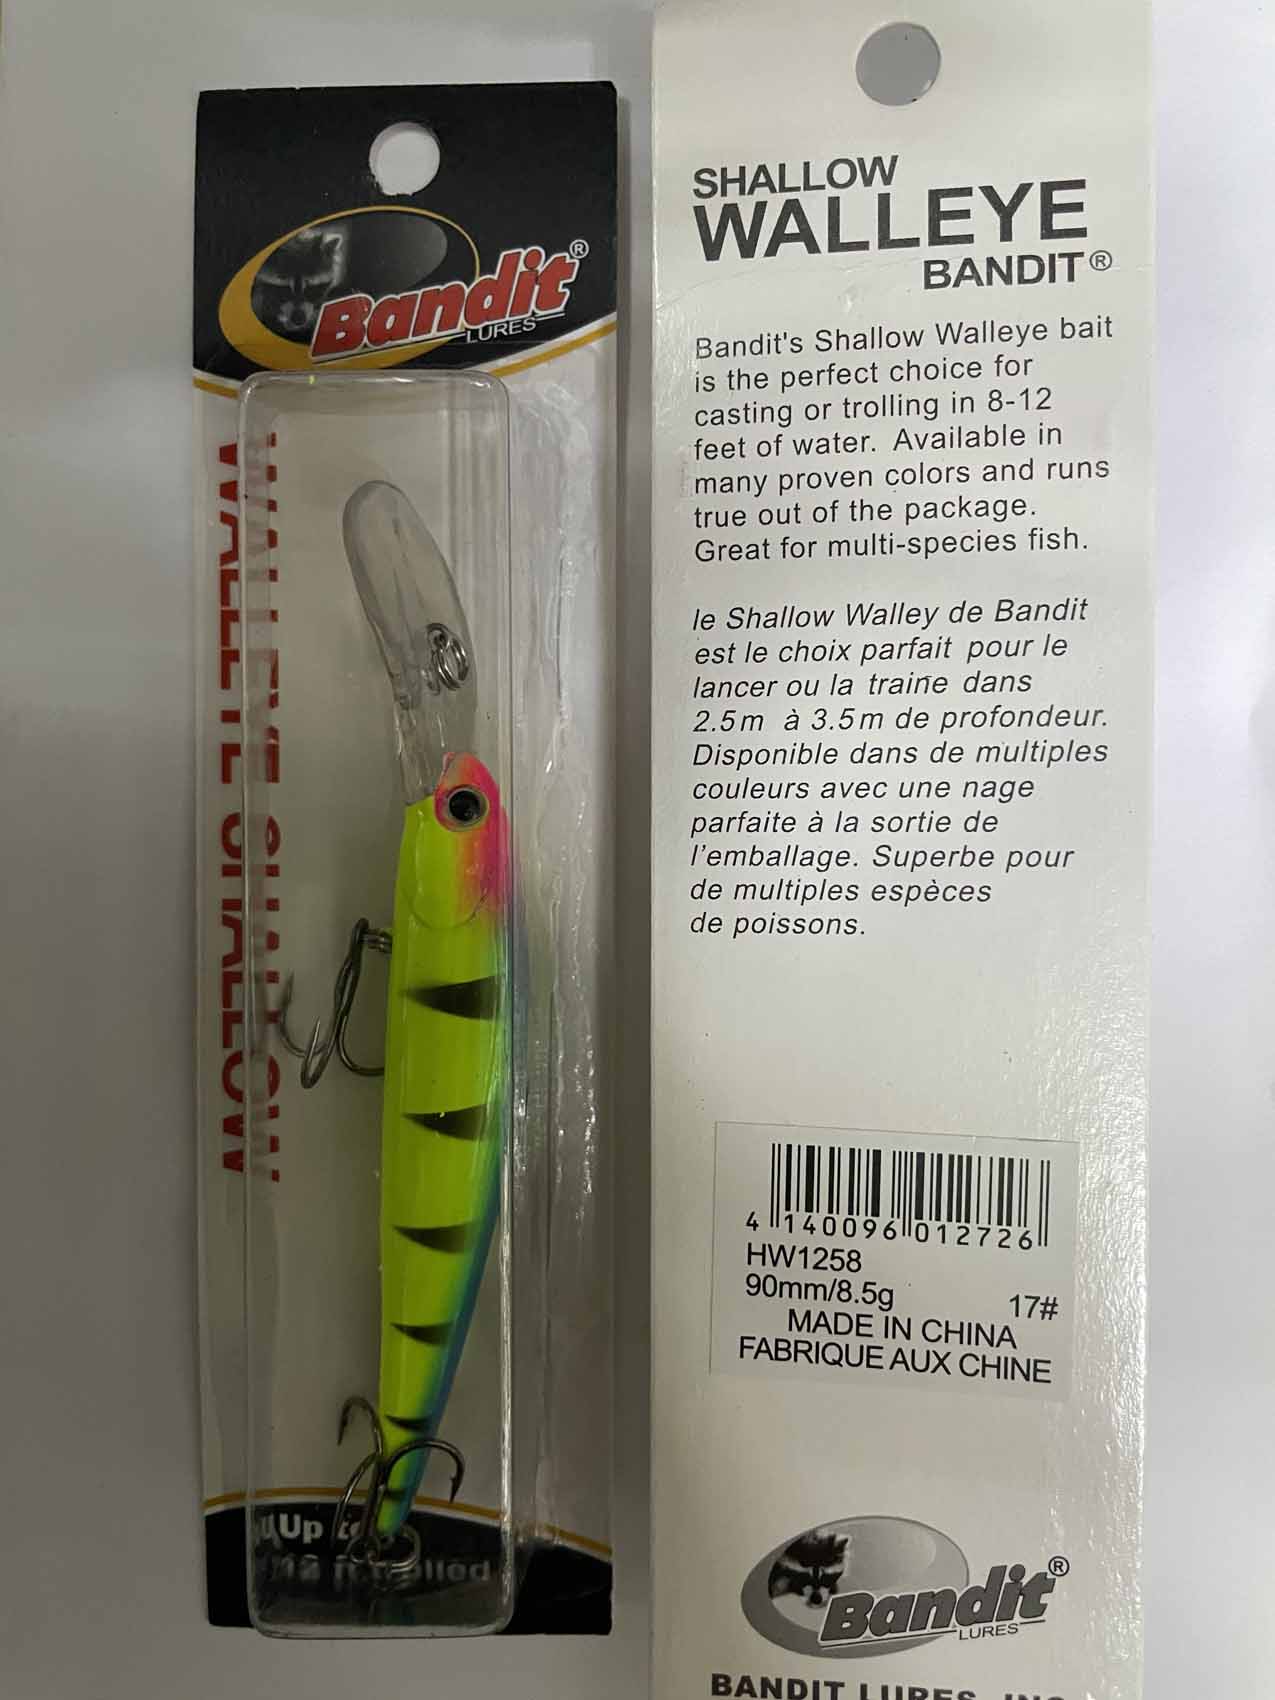 Bandit®
LURES
WALLEYE SHALLOW
Up to
12 ft trolled
SHALLOW
WALLEYE
BANDIT®
Bandit's Shallow Walleye bait
is the perfect choice for
casting or trolling in 8-12
feet of water. Available in
many proven colors and runs
true out of the package.
Great for multi-species fish.
le Shallow Walley de Bandit
est le choix parfait pour le
lancer ou la traine dans
2.5m à 3.5m de profondeur.
Disponible dans de multiples
couleurs avec une nage
parfaite à la sortie de
l'emballage. Superbe pour
de multiples espèces
de poissons.
4 140096 012726
HW1258
90mm/8.5g 17#
MADE IN CHINA
FABRIQUE AUX CHINE
Bandit®
LURES
BANDIT LURES, INC